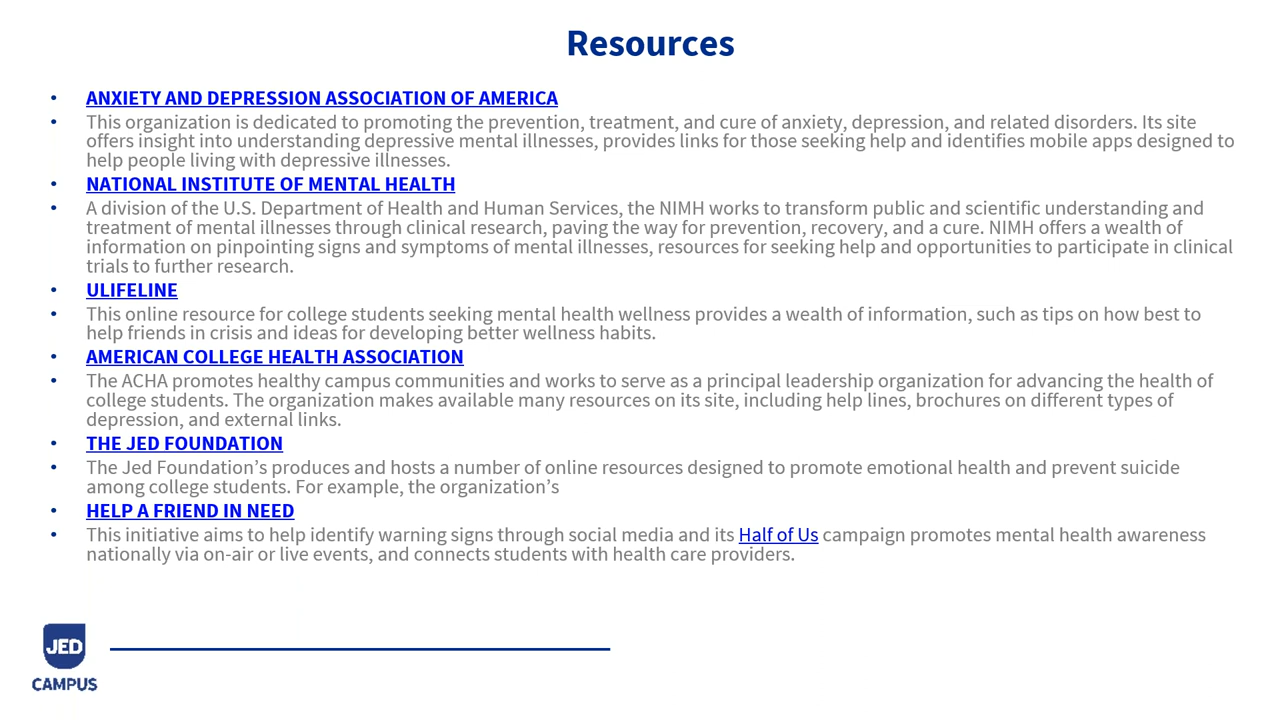 Resources
• ANXIETY AND DEPRESSION ASSOCIATION OF AMERICA
• This organization is dedicated to promoting the prevention, treatment, and cure of anxiety, depression, and related disorders. Its site
offers insight into understanding depressive mental illnesses, provides links for those seeking help and identifies mobile apps designed to
help people living with depressive illnesses.
• NATIONAL INSTITUTE OF MENTAL HEALTH
• A division of the U.S. Department of Health and Human Services, the NIMH works to transform public and scientific understanding and
treatment of mental illnesses through clinical research, paving the way for prevention, recovery, and a cure. NIMH offers a wealth of
information on pinpointing signs and symptoms of mental illnesses, resources for seeking help and opportunities to participate in clinical
trials to further research.
• ULIFELINE
• This online resource for college students seeking mental health wellness provides a wealth of information, such as tips on how best to
help friends in crisis and ideas for developing better wellness habits.
• AMERICAN COLLEGE HEALTH ASSOCIATION
• The ACHA promotes healthy campus communities and works to serve as a principal leadership organization for advancing the health of
college students. The organization makes available many resources on its site, including help lines, brochures on different types of
depression, and external links.
• THE JED FOUNDATION
• The Jed Foundation’s produces and hosts a number of online resources designed to promote emotional health and prevent suicide
among college students. For example, the organization’s
• HELP A FRIEND IN NEED
• This initiative aims to help identify warning signs through social media and its Half of Us campaign promotes mental health awareness
nationally via on-air or live events, and connects students with health care providers.
JED
CAMPUS